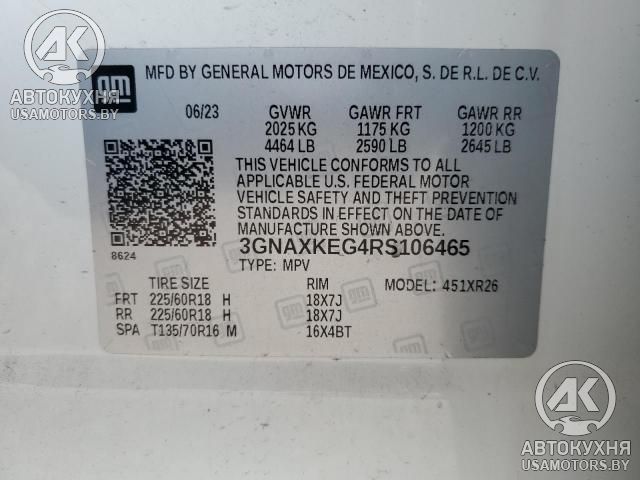 АК
АВТОКУХНЯ
USAMOTORS.BY
gm
MFD BY GENERAL MOTORS DE MEXICO, S. DE R.L. DE C.V.
06/23 GVWR GAWR FRT GAWR RR
2025 KG 1175 KG 1200 KG
4464 LB 2590 LB 2645 LB
THIS VEHICLE CONFORMS TO ALL
APPLICABLE U.S. FEDERAL MOTOR
VEHICLE SAFETY AND THEFT PREVENTION
STANDARDS IN EFFECT ON THE DATE OF
MANUFACTURE SHOWN ABOVE.
8624 3GNAXKEG4RS106465
TYPE: MPV
TIRE SIZE RIM MODEL: 451XR26
FRT 225/60R18 H 18X7J
RR 225/60R18 H 18X7J
SPA T135/70R16 M 16X4BT
АК
АВТОКУХНЯ
USAMOTORS.BY